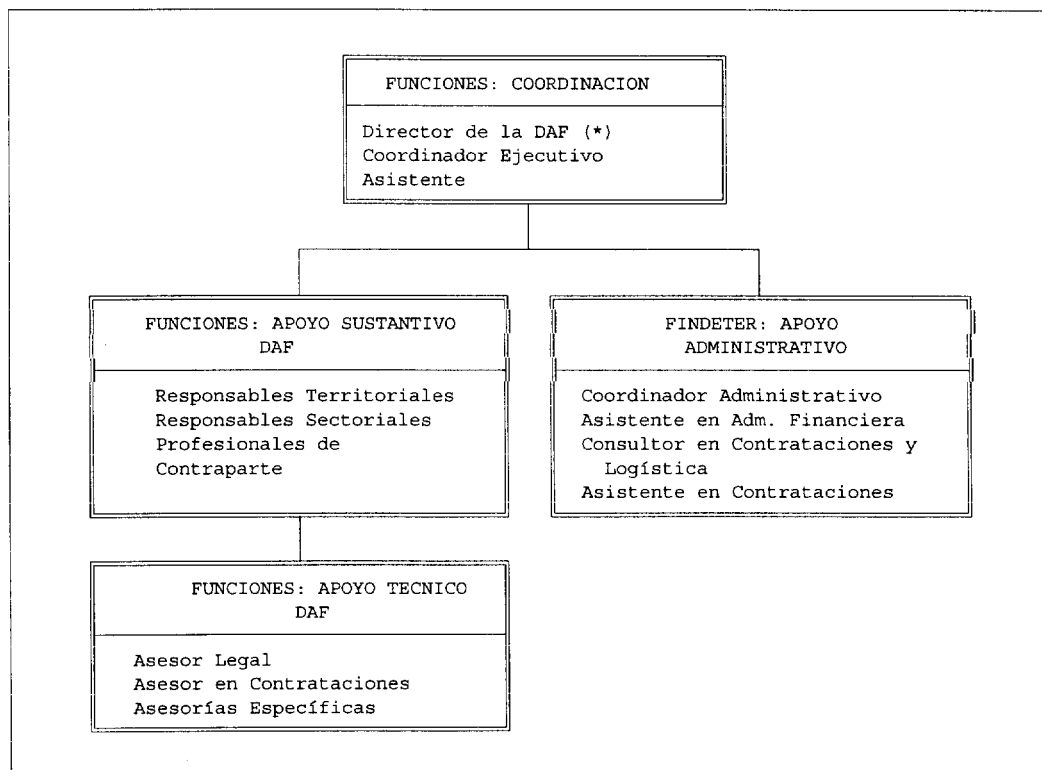 FUNCIONES: COORDINACION
Director de la DAF (*)
Coordinador Ejecutivo
Asistente
FUNCIONES: APOYO SUSTANTIVO
DAF
Responsables Territoriales
Responsables Sectoriales
Profesionales de
Contraparte
FINDETER: APOYO
ADMINISTRATIVO
Coordinador Administrativo
Asistente en Adm. Financiera
Consultor en Contrataciones y
Logística
Asistente en Contrataciones
FUNCIONES: APOYO TECNICO
DAF
Asesor Legal
Asesor en Contrataciones
Asesorías Específicas